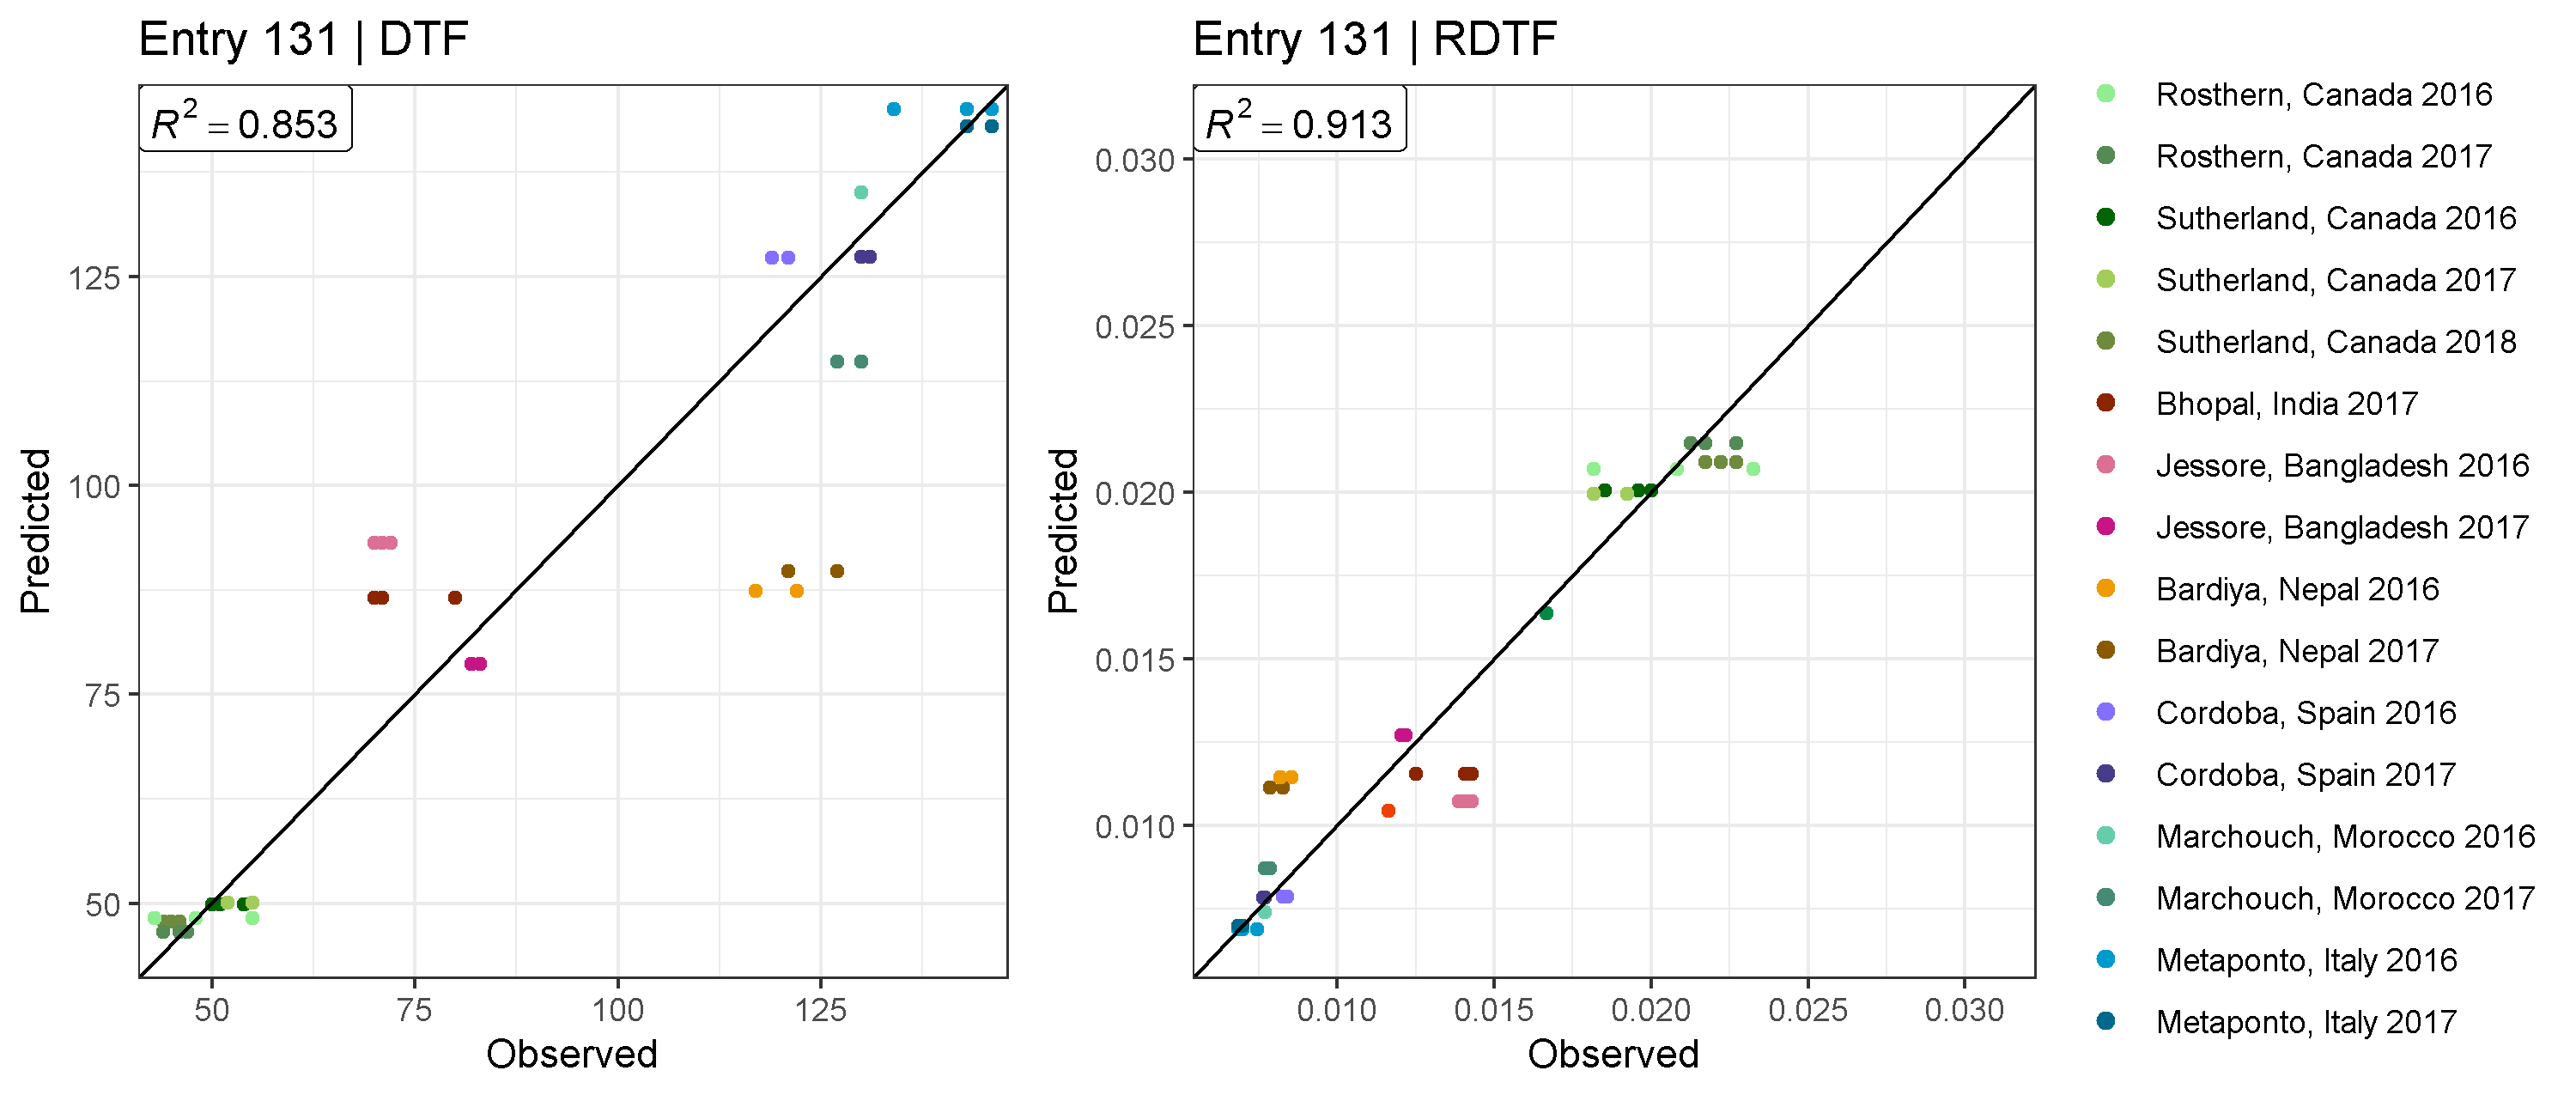 Entry 131 | DTF
R² = 0.853
125
100
75
50
50
75
100
125
Predicted
Observed
Entry 131 | RDTF
R² = 0.913
0.030
0.025
0.020
0.015
0.010
0.010
0.015
0.020
0.025
0.030
Predicted
Observed
Rosthern, Canada 2016
Rosthern, Canada 2017
Sutherland, Canada 2016
Sutherland, Canada 2017
Sutherland, Canada 2018
Bhopal, India 2017
Jessore, Bangladesh 2016
Jessore, Bangladesh 2017
Bardiya, Nepal 2016
Bardiya, Nepal 2017
Cordoba, Spain 2016
Cordoba, Spain 2017
Marchouch, Morocco 2016
Marchouch, Morocco 2017
Metaponto, Italy 2016
Metaponto, Italy 2017